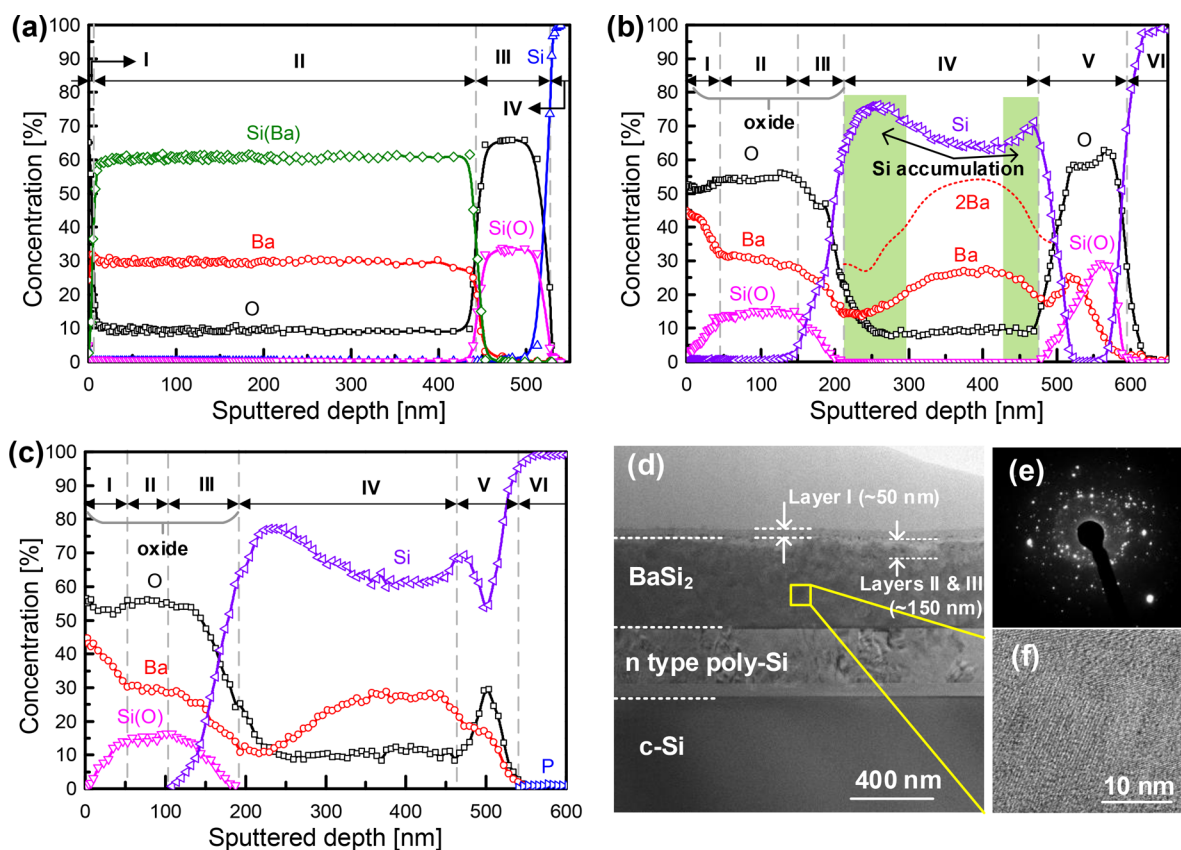 (a)
Concentration [%]
100
90
80
70
60
50
40
30
20
10
0
I
II
III
Si
IV
Si(Ba)
O
Si(O)
Ba
O
0 100 200 300 400 500
Sputtered depth [nm]
(b)
Concentration [%]
100
90
80
70
60
50
40
30
20
10
0
I II III IV V VI
oxide
Si
O
O
Si accumulation
2Ba
Ba
Ba
Si(O)
Si(O)
0 100 200 300 400 500 600
Sputtered depth [nm]
(c)
Concentration [%]
100
90
80
70
60
50
40
30
20
10
0
I II III IV V VI
oxide
Si
O
Ba
Si(O)
P
0 100 200 300 400 500 600
Sputtered depth [nm]
(d)
Layer I (~50 nm)
BaSi2
Layers II & III
(~150 nm)
n type poly-Si
c-Si
400 nm
(e)
(f)
10 nm